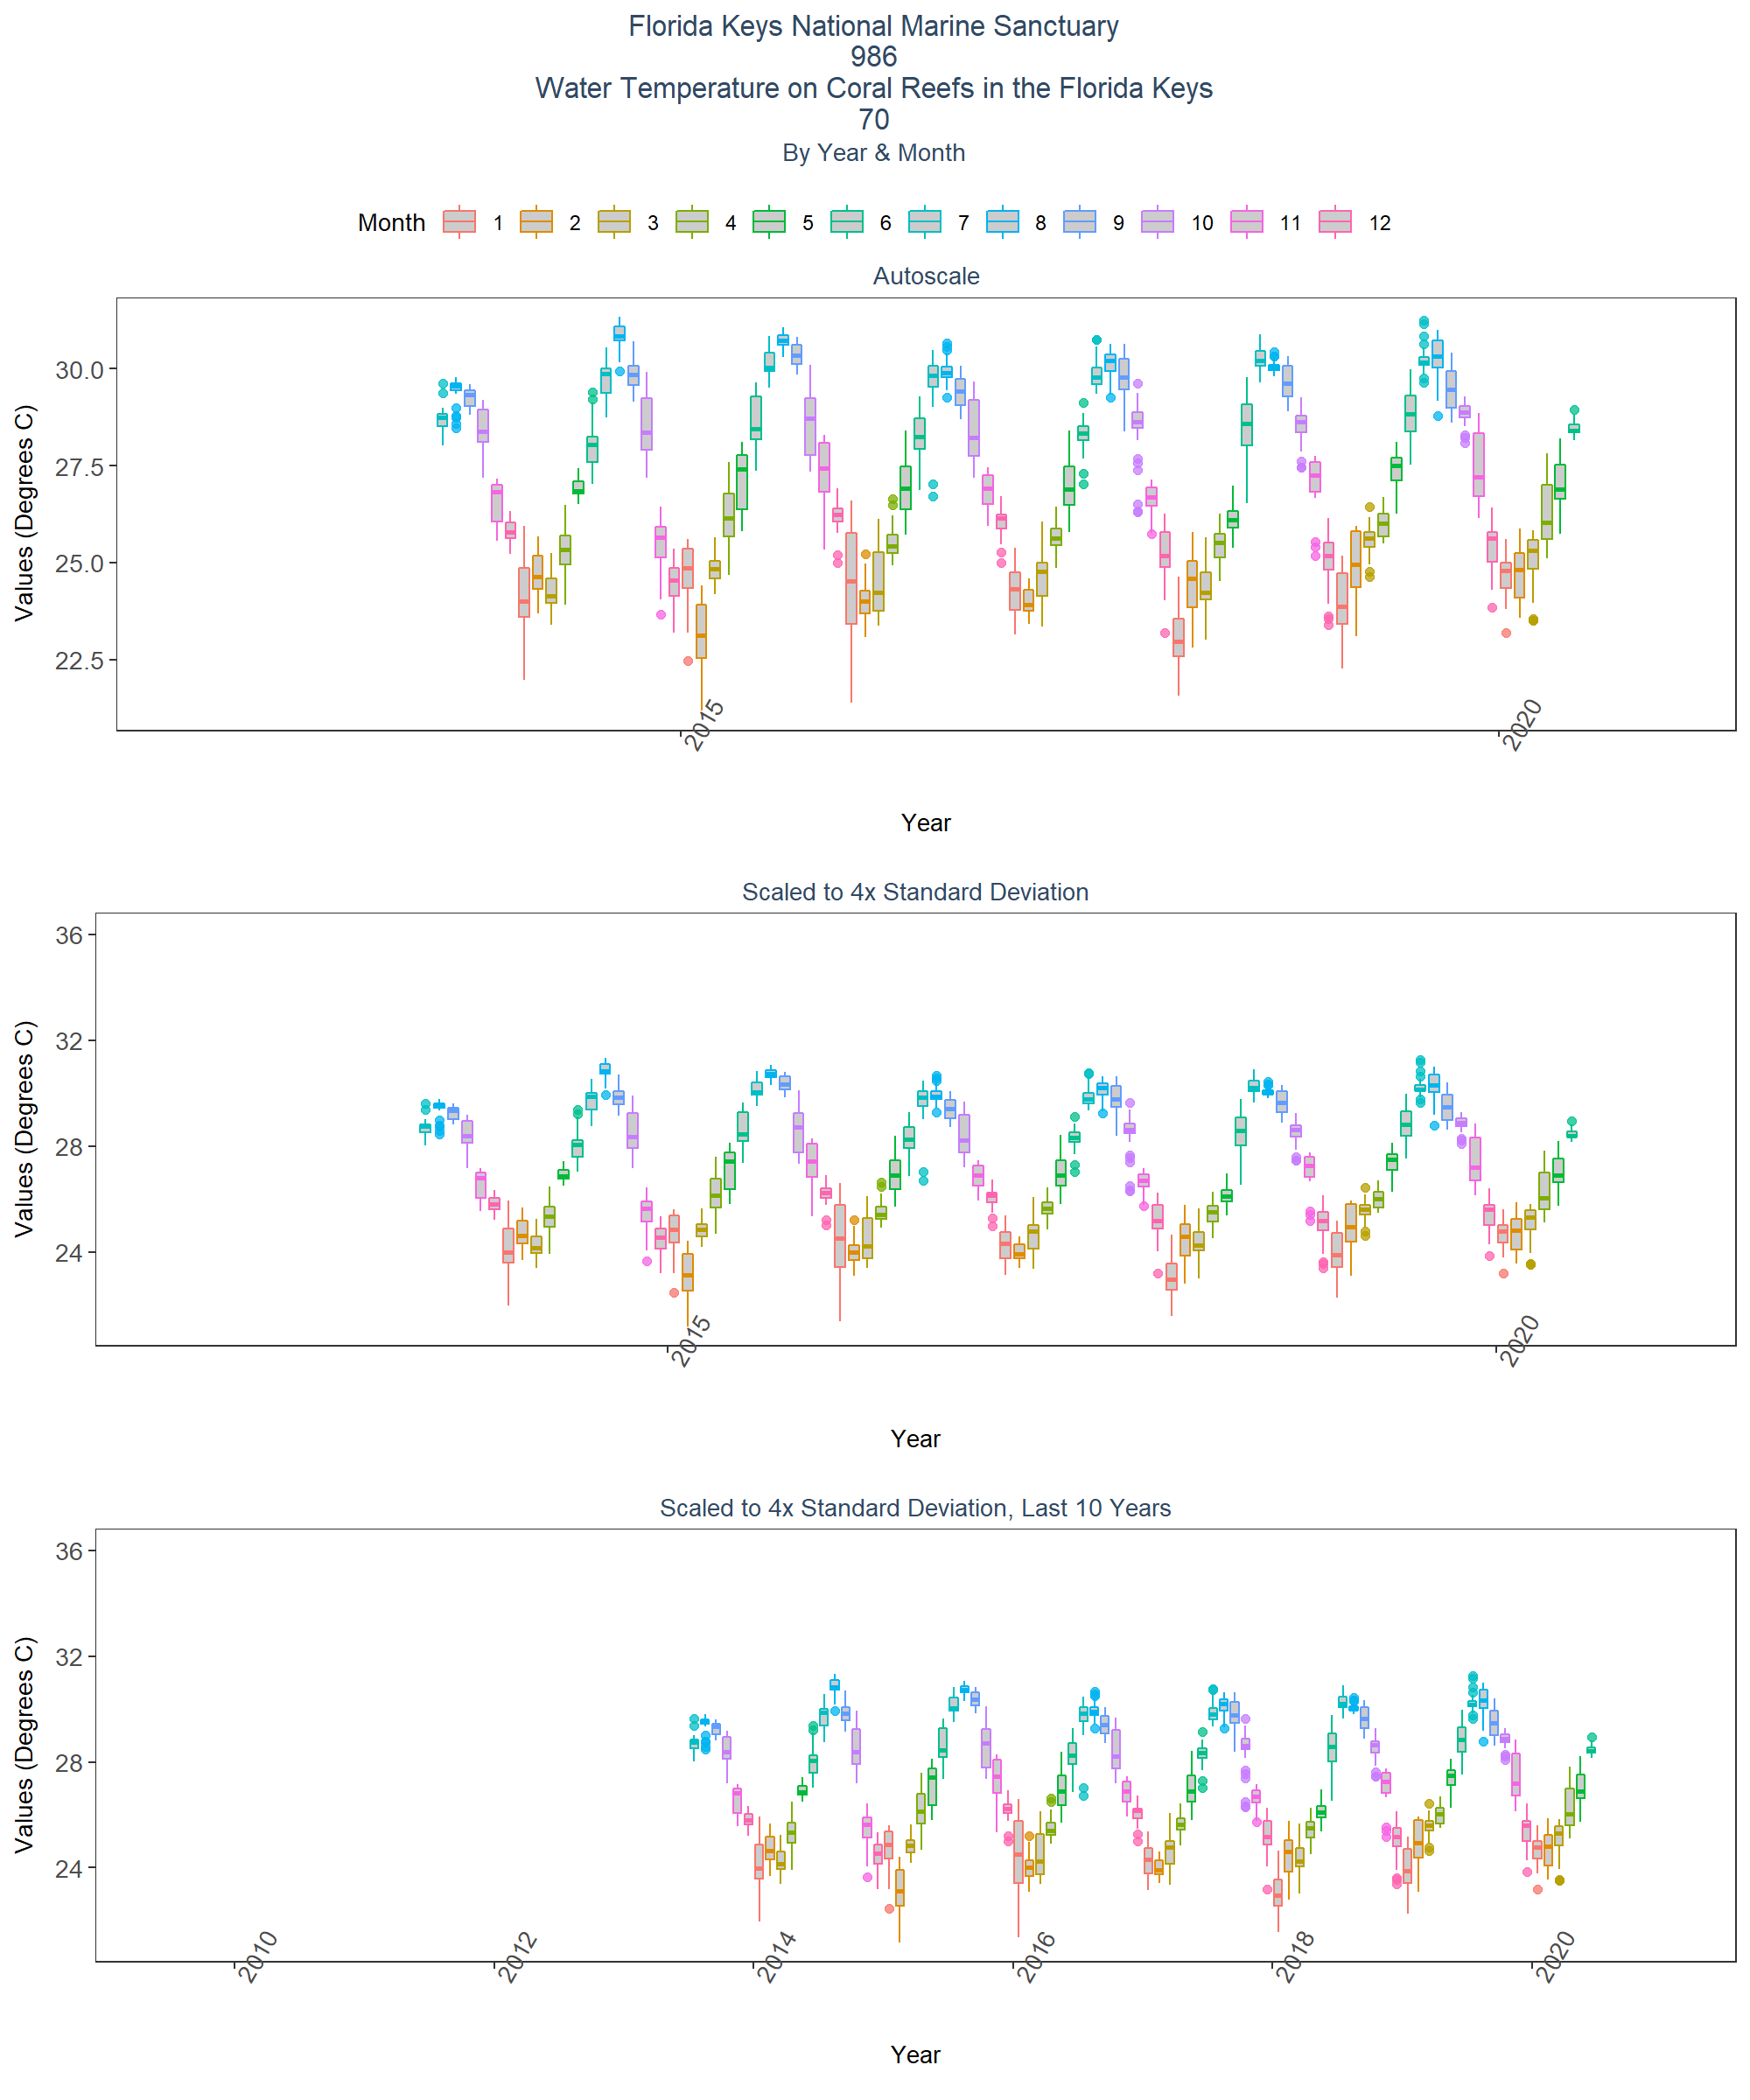 Florida Keys National Marine Sanctuary
986
Water Temperature on Coral Reefs in the Florida Keys
70
By Year & Month
Month 1 2 3 4 5 6 7 8 9 10 11 12
Autoscale
Values (Degrees C)
30.0
27.5
25.0
22.5
2015 2020
Year
Scaled to 4x Standard Deviation
Values (Degrees C)
36
32
28
24
2015 2020
Year
Scaled to 4x Standard Deviation, Last 10 Years
Values (Degrees C)
36
32
28
24
2010 2012 2014 2016 2018 2020
Year